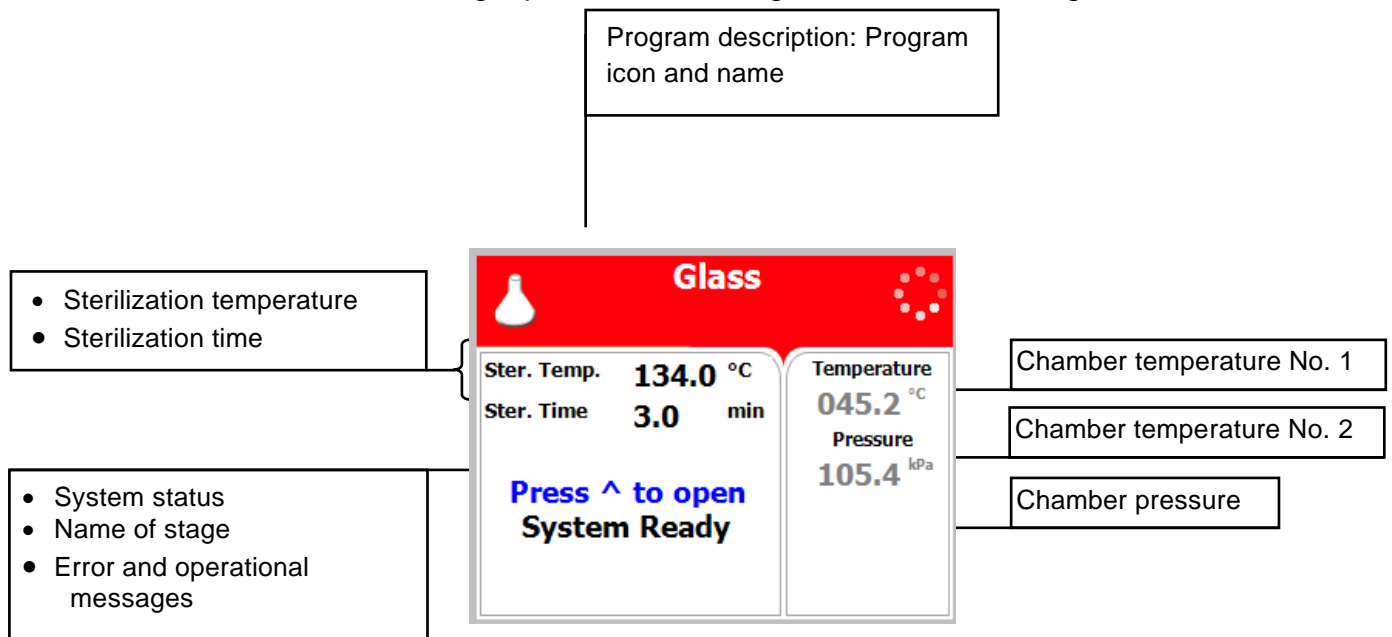 Program description: Program
icon and name
• Sterilization temperature
• Sterilization time
Glass
Ster. Temp. 134.0 °C
Ster. Time 3.0 min
Temperature
045.2 °C
Pressure
105.4 kPa
Press ^ to open
System Ready
Chamber temperature No. 1
Chamber temperature No. 2
Chamber pressure
• System status
• Name of stage
• Error and operational
messages